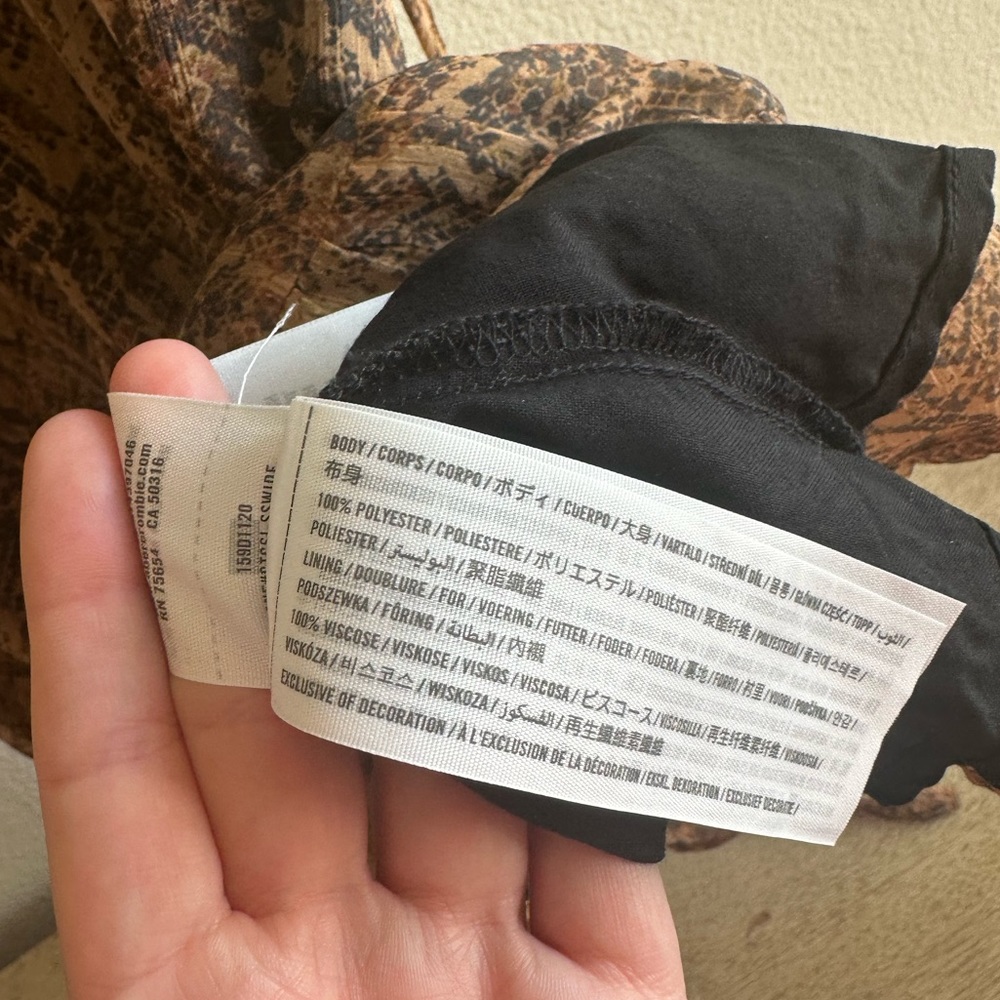 BODY / CORPS / CORPO / ボディ / CUERPO / 大身 / VARTALO / STŘEDNÍ DÍL / 몸통 / GŁÓWNA CZĘŚĆ / TOPP / الثوب /
布身
100% POLYESTER / POLIESTERE / ポリエステル / POLIÉSTER / 聚酯纤维 / POLYESTERIÄ / 폴리에스테르 /
POLIESTER / البوليستر / 聚脂纖維
LINING / DOUBLURE / FOR / VOERING / FUTTER / FODER / FODERA / 裏地 / FORRO / 衬里 / VUORI / PODŠÍVKA / 안감 /
PODSZEWKA / FÓRING / البطانة / 內襯
100% VISCOSE / VISKOSE / VISKOS / VISCOSA / ビスコース / VISCOSILLA / 再生纤维素纤维 / VISKOOSIA /
VISKÓZA / 비스코스 / WISKOZA / الفسكوز / 再生纖維素纖維
EXCLUSIVE OF DECORATION / À L'EXCLUSION DE LA DÉCORATION / EKSKL. DEKORATION / EXCLUSIEF DECORATIE /
159D1120
RN 75654 CA 50316